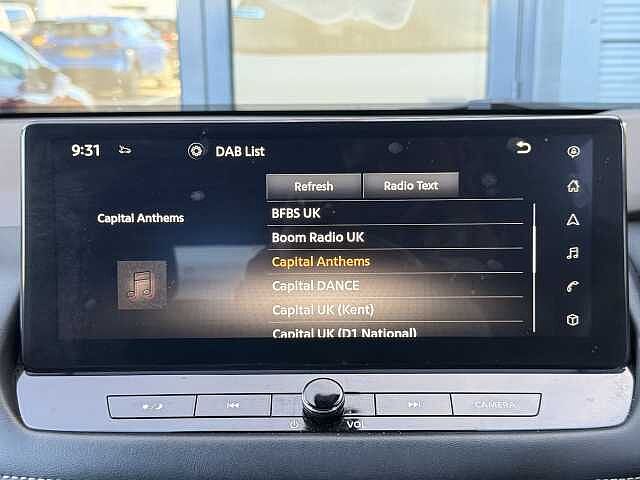 9:31
DAB List
Refresh
Radio Text
Capital Anthems
BFBS UK
Boom Radio UK
Capital Anthems
Capital DANCE
Capital UK (Kent)
Capital UK (D1 National)
CAMERA
VOL